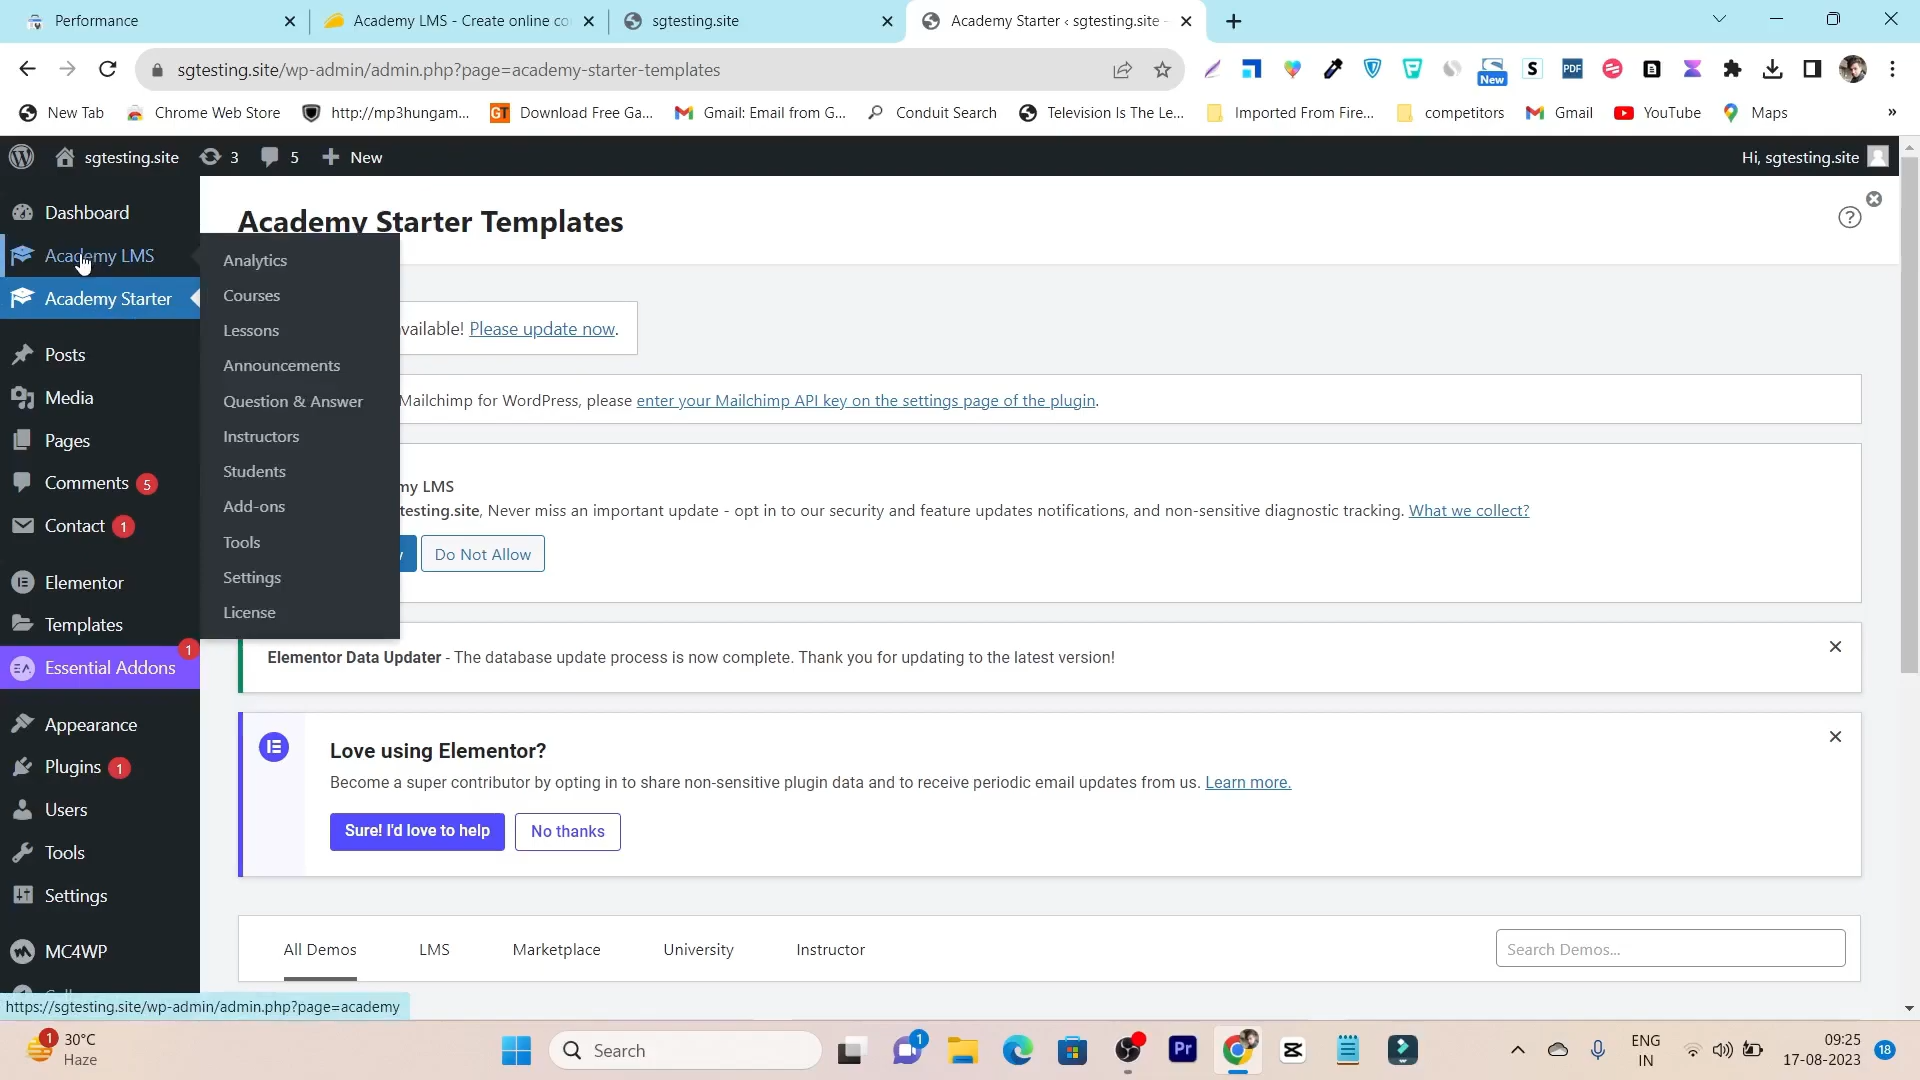 Performance
Academy LMS - Create online co
sgtesting.site
Academy Starter ‹ sgtesting.site -
sgtesting.site/wp-admin/admin.php?page=academy-starter-templates
New
S
PDF
New Tab
Chrome Web Store
http://mp3hungam...
GT
Download Free Ga...
Gmail: Email from G...
Conduit Search
Television Is The Le...
Imported From Fire...
competitors
Gmail
YouTube
Maps
»
sgtesting.site
3
5
New
Hi, sgtesting.site
Dashboard
Academy LMS
Academy Starter
Posts
Media
Pages
Comments 5
Contact 1
Elementor
Templates
1
EA Essential Addons
Appearance
Plugins 1
Users
Tools
Settings
MC4WP
Analytics
Courses
Lessons
Announcements
Question & Answer
Instructors
Students
Add-ons
Tools
Settings
License
Academy Starter Templates
?
vailable! Please update now.
Mailchimp for WordPress, please enter your Mailchimp API key on the settings page of the plugin.
my LMS
testing.site, Never miss an important update - opt in to our security and feature updates notifications, and non-sensitive diagnostic tracking. What we collect?
y
Do Not Allow
Elementor Data Updater - The database update process is now complete. Thank you for updating to the latest version!
Love using Elementor?
Become a super contributor by opting in to share non-sensitive plugin data and to receive periodic email updates from us. Learn more.
Sure! I'd love to help
No thanks
All Demos
LMS
Marketplace
University
Instructor
Search Demos...
https://sgtesting.site/wp-admin/admin.php?page=academy
1
30°C
Haze
Search
1
Pr
ENG
IN
09:25
17-08-2023
18